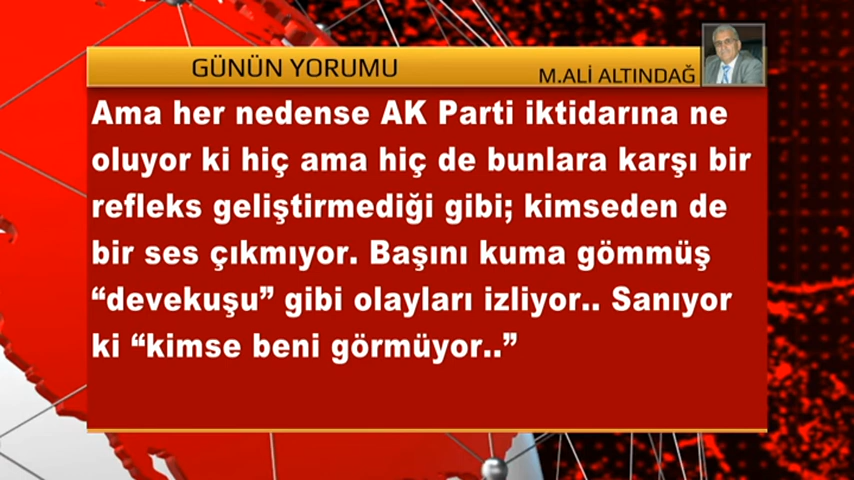 GÜNÜN YORUMU
M.ALİ ALTINDAĞ
Ama her nedense AK Parti iktidarına ne
oluyor ki hiç ama hiç de bunlara karşı bir
refleks geliştirmediği gibi; kimseden de
bir ses çıkmıyor. Başını kuma gömmüş
“devekuşu” gibi olayları izliyor.. Sanıyor
ki “kimse beni görmüyor..”